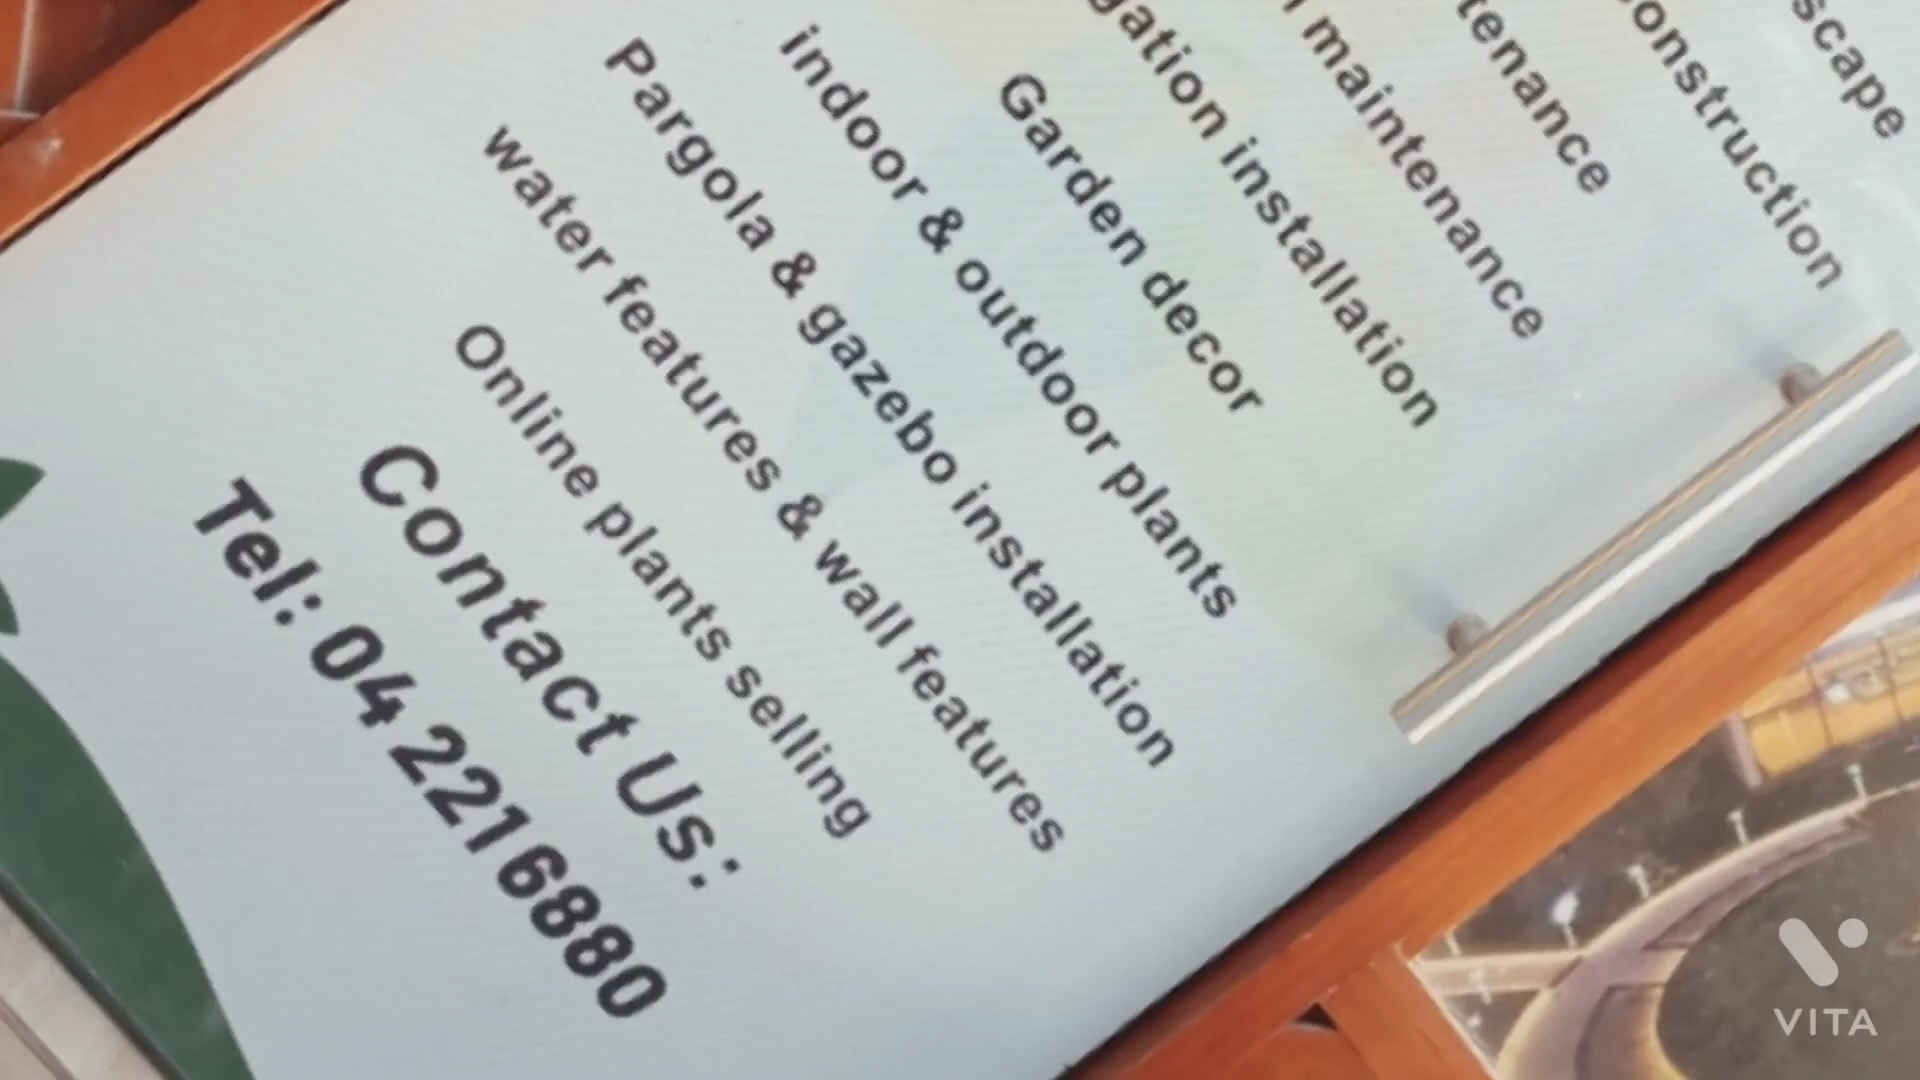 scape
construction
tenance
maintenance
gation installation
Garden decor
indoor & outdoor plants
Pargola & gazebo installation
water features & wall features
Online plants selling
Contact Us:
Tel: 04 2216880
VITA